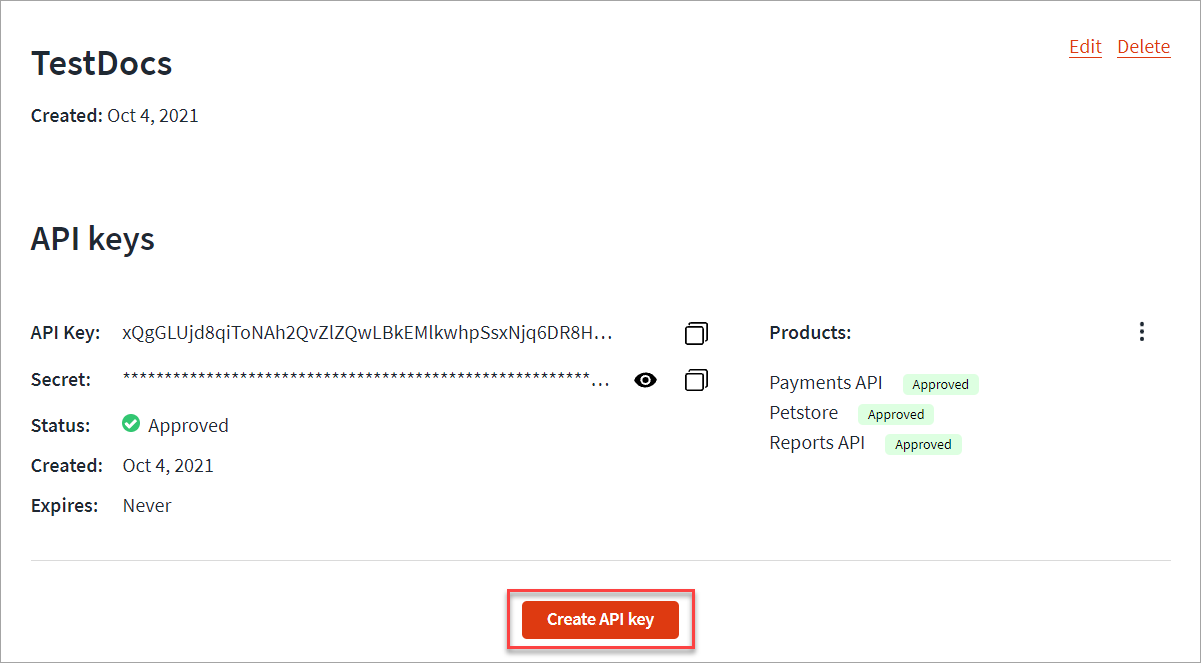 TestDocs
Edit Delete
Created: Oct 4, 2021
API keys
API Key: xQgGLUjd8qiToNAh2QvZlZQwLBkEMlkwhpSsxNjq6DR8H...
Products:
Secret: *********************************************************...
Payments API Approved
Petstore Approved
Status: Approved
Reports API Approved
Created: Oct 4, 2021
Expires: Never
Create API key